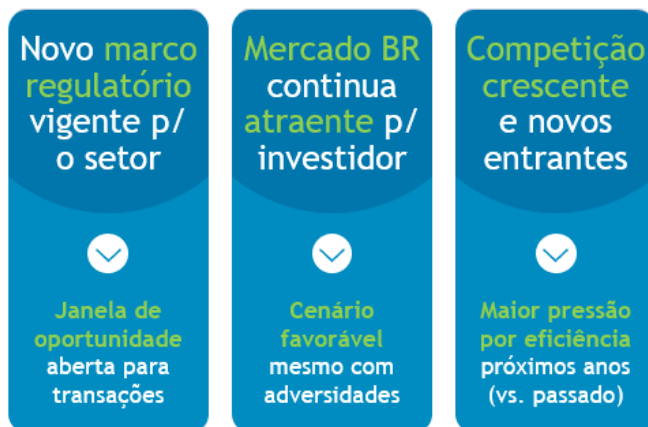 Novo marco
regulatório
vigente p/
o setor
Janela de
oportunidade
aberta para
transações
Mercado BR
continua
atraente p/
investidor
Cenário
favorável
mesmo com
adversidades
Competição
crescente
e novos
entrantes
Maior pressão
por eficiência
próximos anos
(vs. passado)